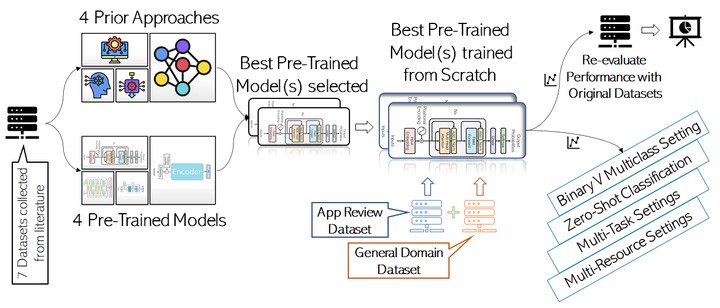 4 Prior Approaches
7 Datasets collected
from literature
4 Pre-Trained Models
Encoder
Best Pre-Trained
Model(s) selected
Best Pre-Trained
Model(s) trained
from Scratch
App Review
Dataset
General Domain
Dataset
Re-evaluate
Performance with
Original Datasets
Binary V Multiclass Setting
Zero-Shot Classification
Multi-Task Settings
Multi-Resource Settings